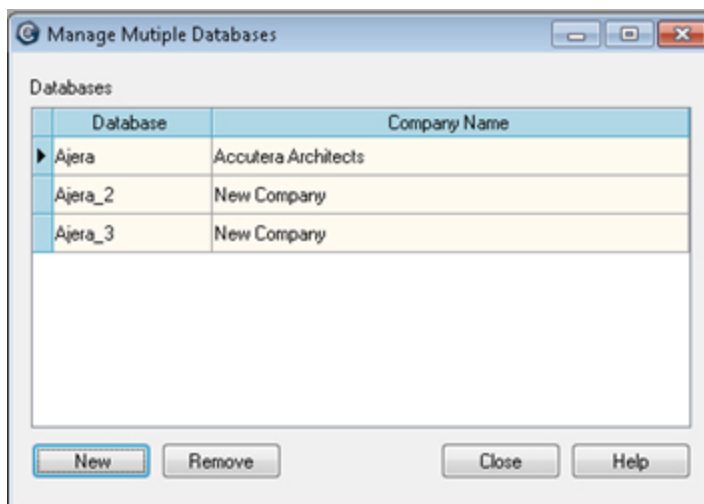 Manage Mutiple Databases
Databases
Database Company Name
Ajera Accutera Architects
Ajera_2 New Company
Ajera_3 New Company
New Remove Close Help